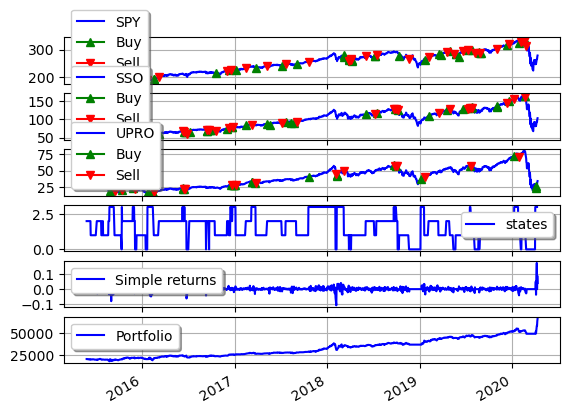 SPY
Buy
Sell
300
200
SSO
Buy
Sell
150
100
50
UPRO
Buy
Sell
75
50
25
states
2.5
0.0
Simple returns
0.1
0.0
−0.1
Portfolio
50000
25000
2016 2017 2018 2019 2020